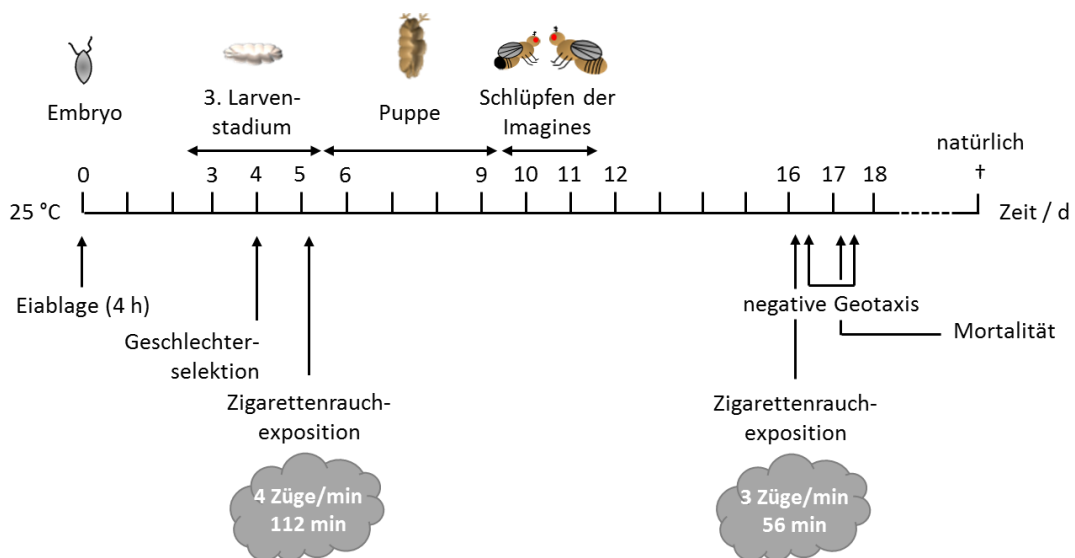 Embryo
3. Larven-
stadium
Puppe
Schlüpfen der
Imagines
natürlich
†
0
3
4
5
6
9
10
11
12
16
17
18
25 °C
Zeit / d
Eiablage (4 h)
Geschlechter-
selektion
Zigarettenrauch-
exposition
4 Züge/min
112 min
negative Geotaxis
Mortalität
Zigarettenrauch-
exposition
3 Züge/min
56 min